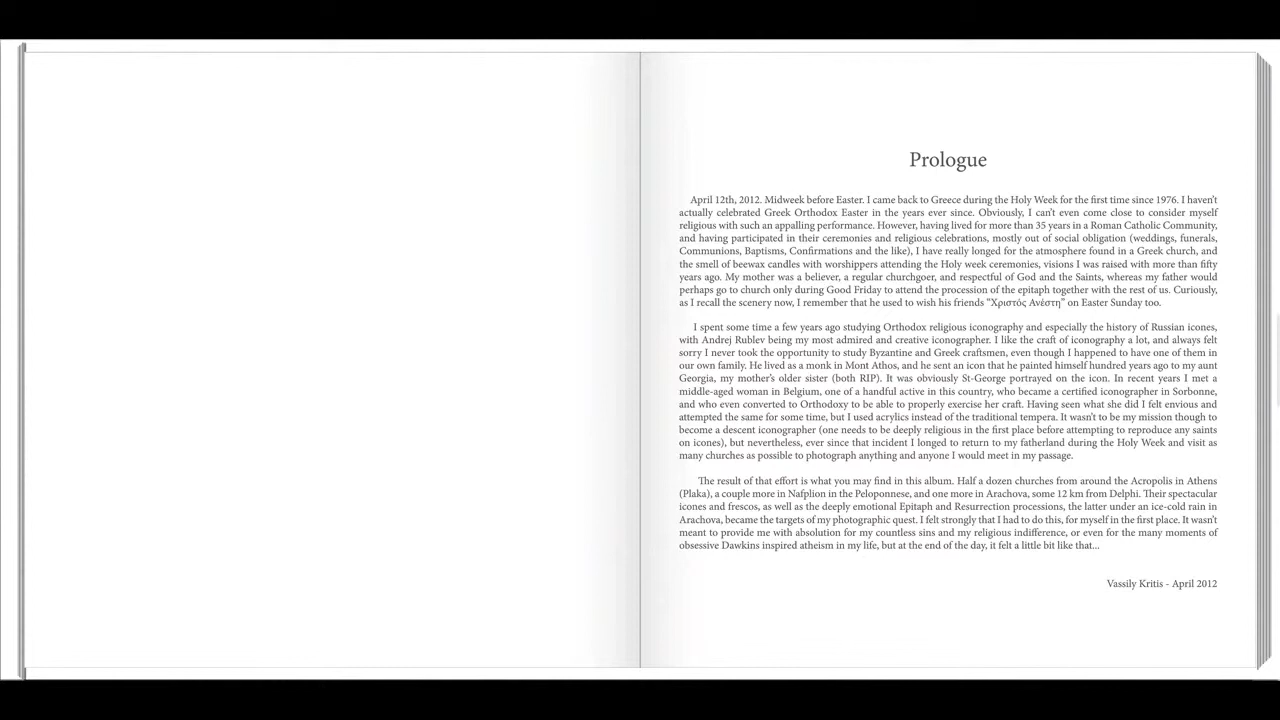 Prologue
April 12th, 2012. Midweek before Easter. I came back to Greece during the Holy Week for the first time since 1976. I haven't
actually celebrated Greek Orthodox Easter in the years ever since. Obviously, I can't even come close to consider myself
religious with such an appalling performance. However, having lived for more than 35 years in a Roman Catholic Community,
and having participated in their ceremonies and religious celebrations, mostly out of social obligation (weddings, funerals,
Communions, Baptisms, Confirmations and the like), I have really longed for the atmosphere found in a Greek church, and
the smell of beewax candles with worshippers attending the Holy week ceremonies, visions I was raised with more than fifty
years ago. My mother was a believer, a regular churchgoer, and respectful of God and the Saints, whereas my father would
perhaps go to church only during Good Friday to attend the procession of the epitaph together with the rest of us. Curiously,
as I recall the scenery now, I remember that he used to wish his friends “Χριστός Ανέστη” on Easter Sunday too.
I spent some time a few years ago studying Orthodox religious iconography and especially the history of Russian icones,
with Andrej Rublev being my most admired and creative iconographer. I like the craft of iconography a lot, and always felt
sorry I never took the opportunity to study Byzantine and Greek craftsmen, even though I happened to have one of them in
our own family. He lived as a monk in Mont Athos, and he sent an icon that he painted himself hundred years ago to my aunt
Georgia, my mother's older sister (both RIP). It was obviously St-George portrayed on the icon. In recent years I met a
middle-aged woman in Belgium, one of a handful active in this country, who became a certified iconographer in Sorbonne,
and who even converted to Orthodoxy to be able to properly exercise her craft. Having seen what she did I felt envious and
attempted the same for some time, but I used acrylics instead of the traditional tempera. It wasn't to be my mission though to
become a descent iconographer (one needs to be deeply religious in the first place before attempting to reproduce any saints
on icones), but nevertheless, ever since that incident I longed to return to my fatherland during the Holy Week and visit as
many churches as possible to photograph anything and anyone I would meet in my passage.
The result of that effort is what you may find in this album. Half a dozen churches from around the Acropolis in Athens
(Plaka), a couple more in Nafplion in the Peloponnese, and one more in Arachova, some 12 km from Delphi. Their spectacular
icones and frescos, as well as the deeply emotional Epitaph and Resurrection processions, the latter under an ice-cold rain in
Arachova, became the targets of my photographic quest. I felt strongly that I had to do this, for myself in the first place. It wasn't
meant to provide me with absolution for my countless sins and my religious indifference, or even for the many moments of
obsessive Dawkins inspired atheism in my life, but at the end of the day, it felt a little bit like that...
Vassily Kritis - April 2012